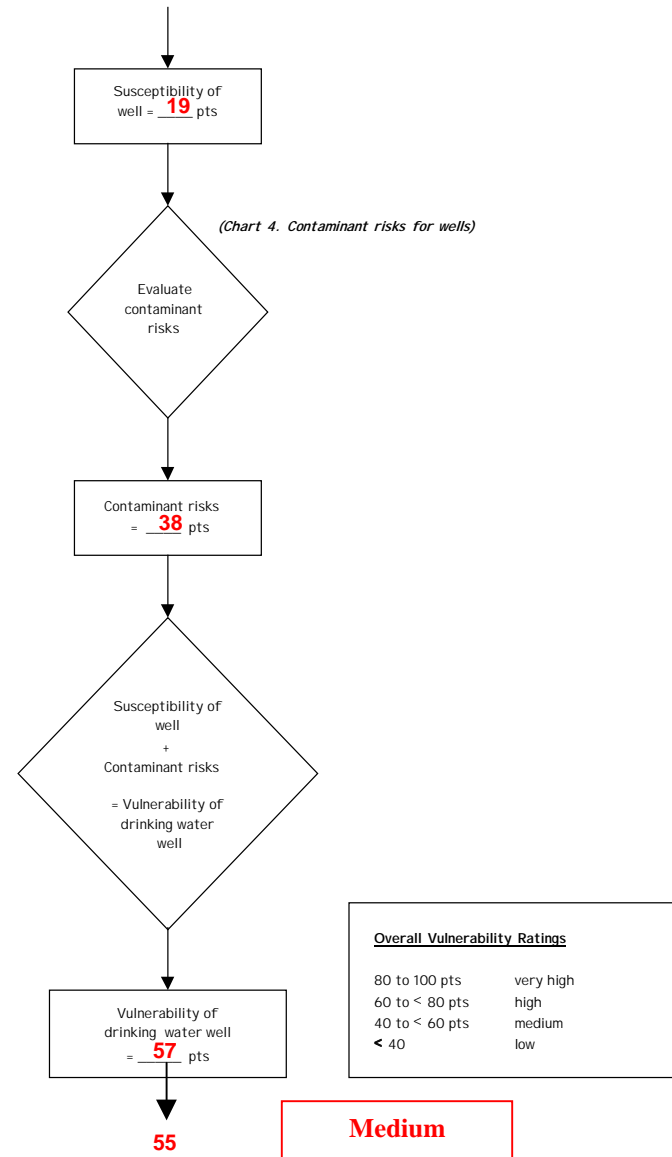 Susceptibility of
well = 19 pts
(Chart 4. Contaminant risks for wells)
Evaluate
contaminant
risks
Contaminant risks
= 38 pts
Susceptibility of
well
+
Contaminant risks
= Vulnerability of
drinking water
well
Overall Vulnerability Ratings
80 to 100 pts very high
60 to < 80 pts high
40 to < 60 pts medium
< 40 low
Vulnerability of
drinking water well
= 57 pts
55
Medium